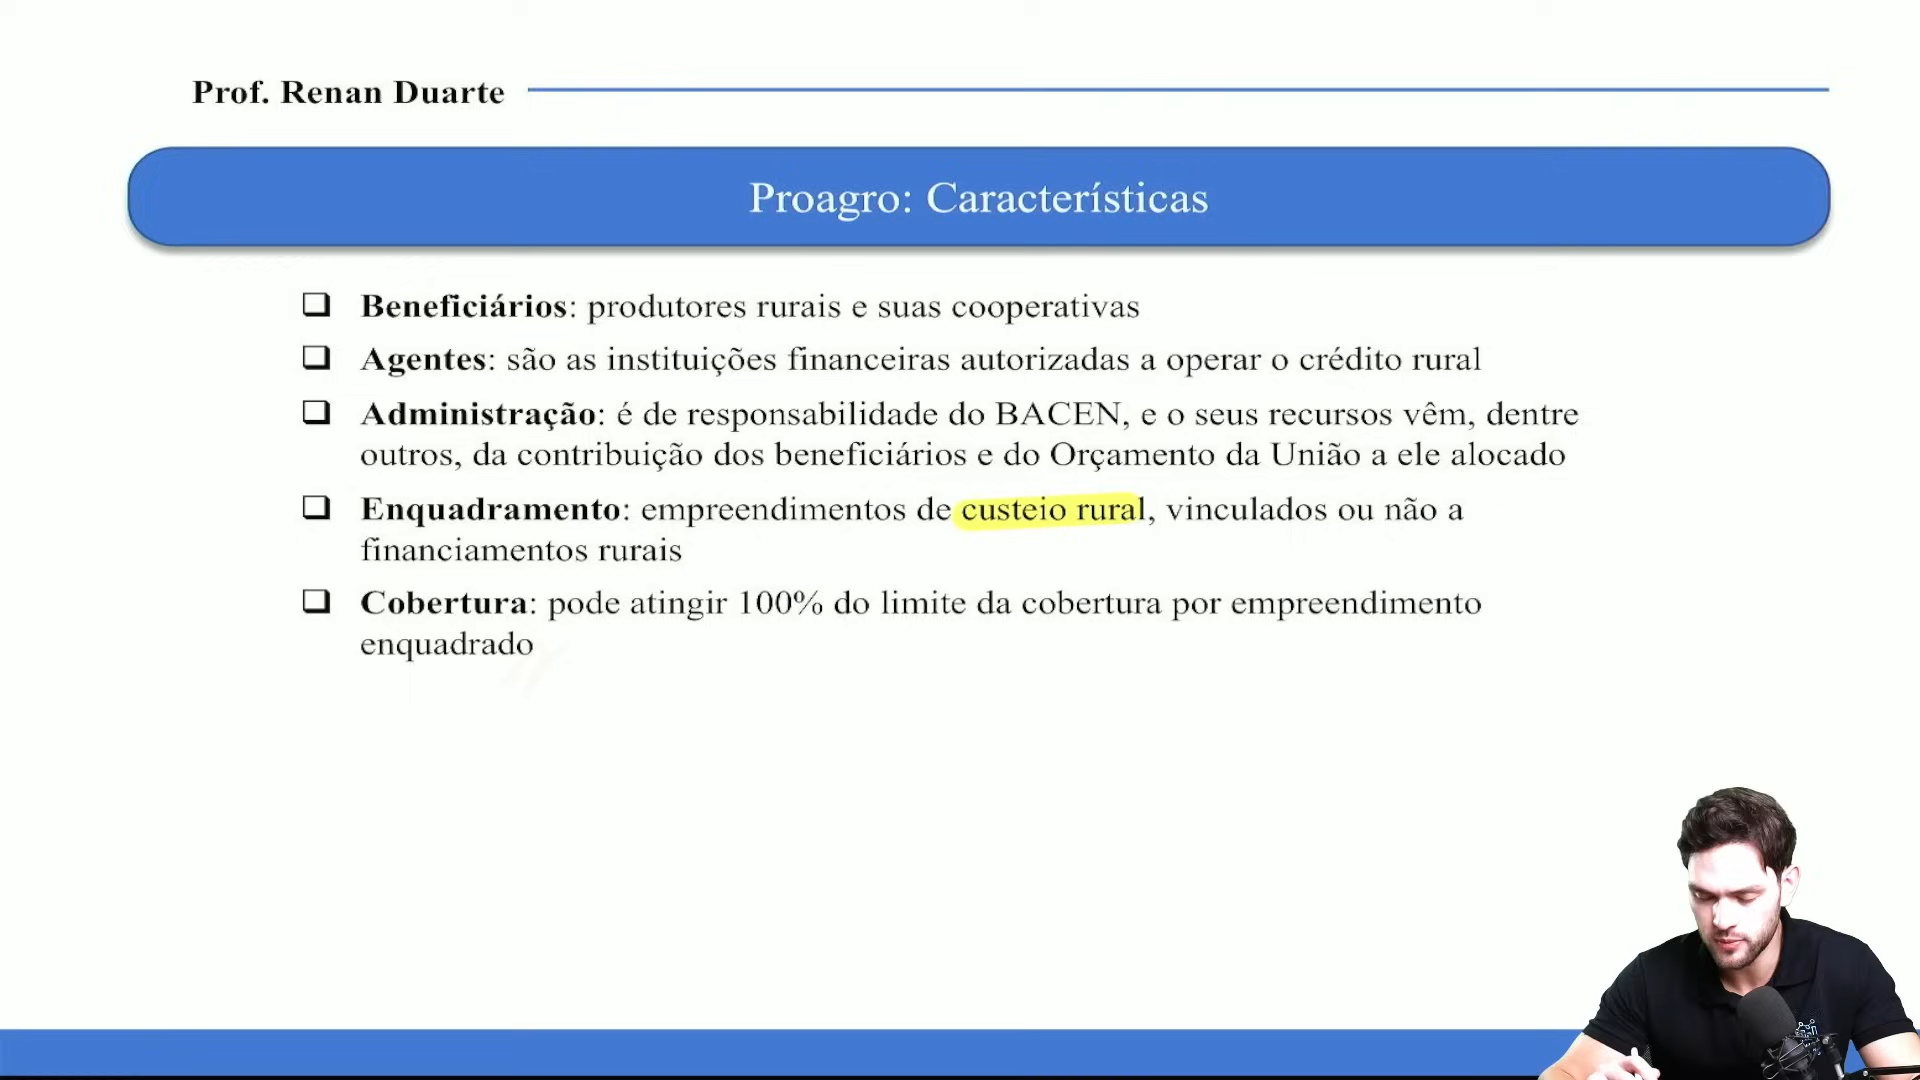 Prof. Renan Duarte
Proagro: Características
Beneficiários: produtores rurais e suas cooperativas
Agentes: são as instituições financeiras autorizadas a operar o crédito rural
Administração: é de responsabilidade do BACEN, e o seus recursos vêm, dentre
outros, da contribuição dos beneficiários e do Orçamento da União a ele alocado
Enquadramento: empreendimentos de custeio rural, vinculados ou não a
financiamentos rurais
Cobertura: pode atingir 100% do limite da cobertura por empreendimento
enquadrado